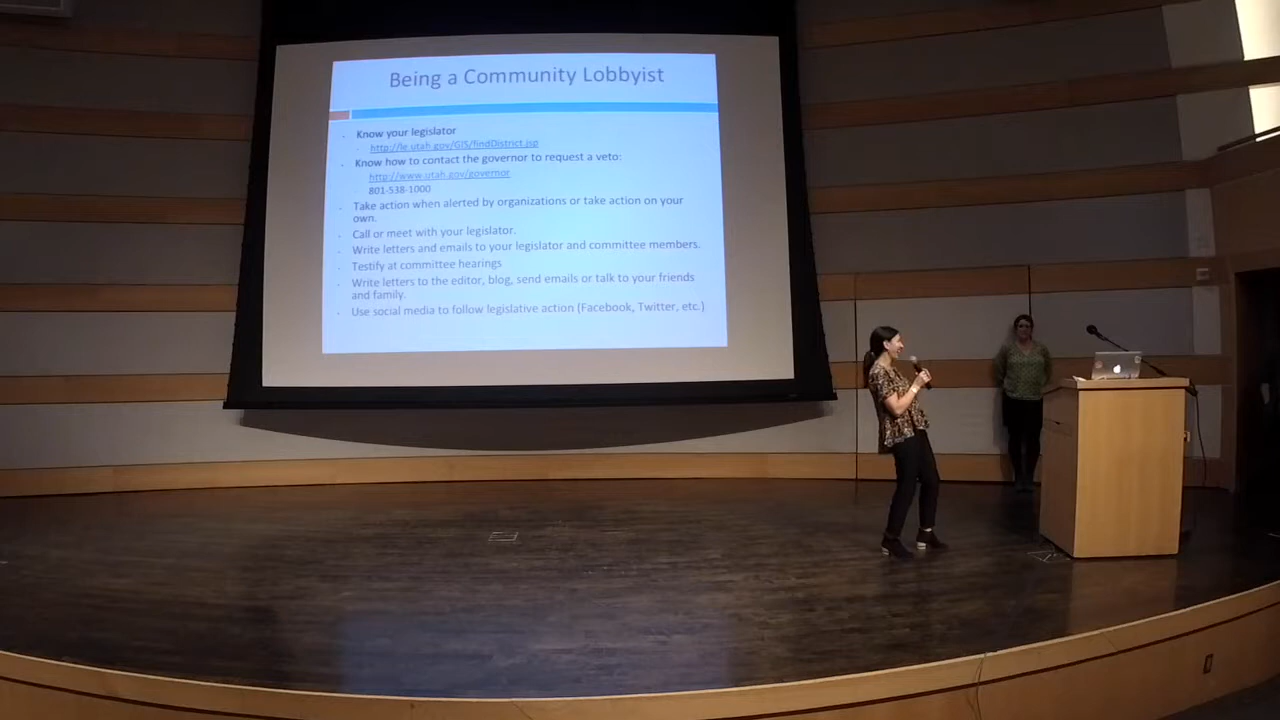 Being a Community Lobbyist
Know your legislator
http://le.utah.gov/GIS/findDistrict.jsp
Know how to contact the governor to request a veto:
http://www.utah.gov/governor
801-538-1000
Take action when alerted by organizations or take action on your
own.
Call or meet with your legislator.
Write letters and emails to your legislator and committee members.
Testify at committee hearings
Write letters to the editor, blog, send emails or talk to your friends
and family.
Use social media to follow legislative action (Facebook, Twitter, etc.)